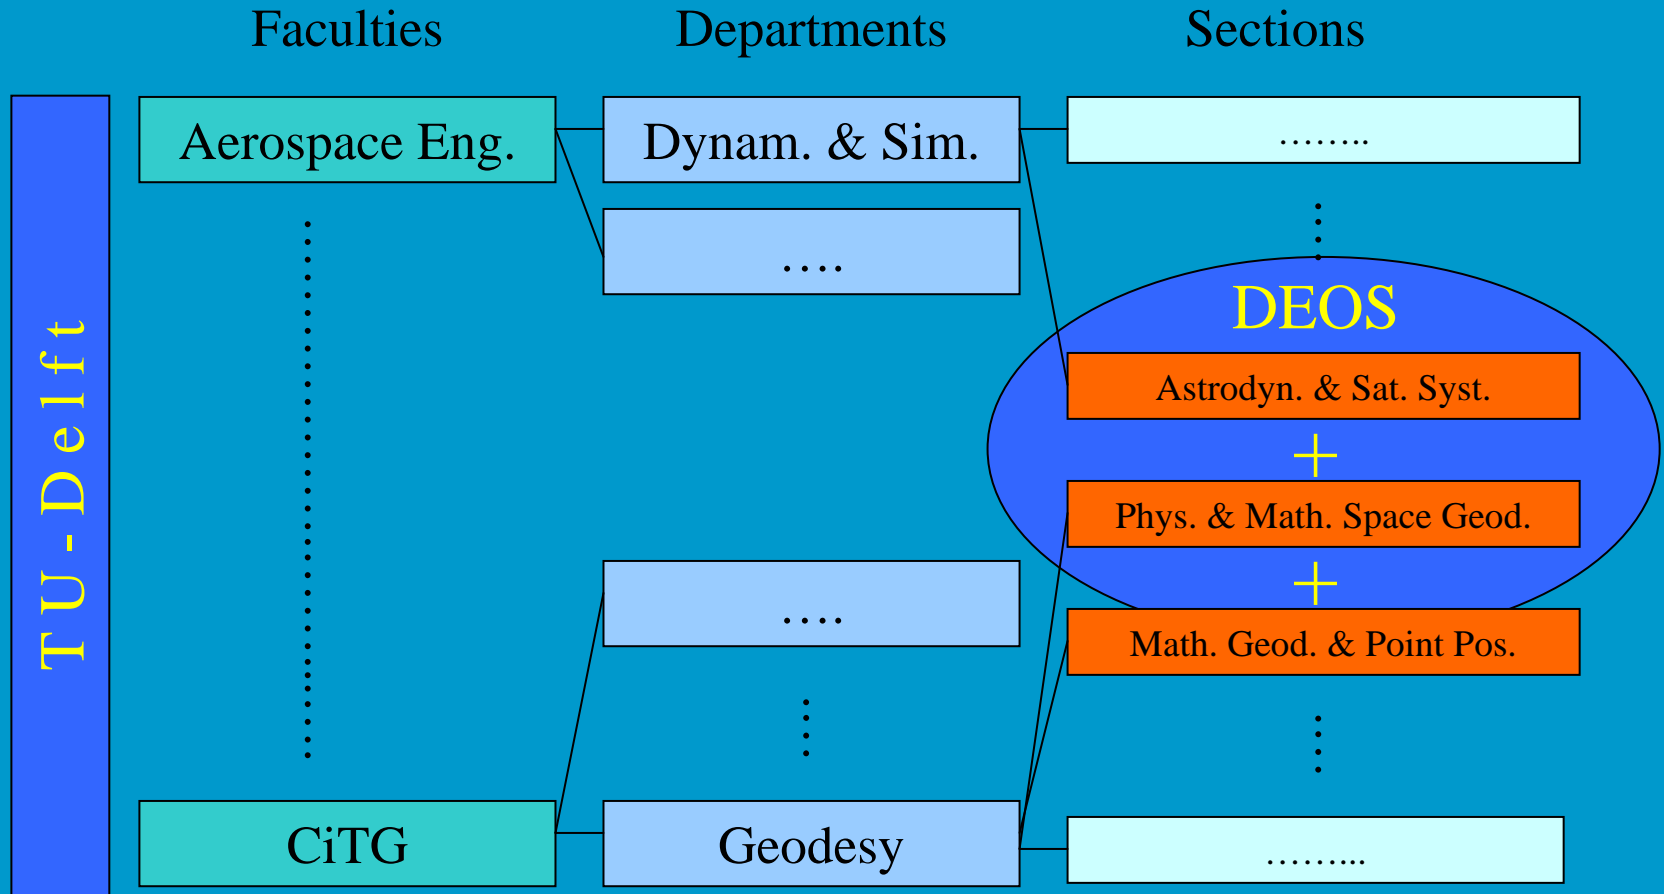 Faculties
Departments
Sections
TU-Delft
Aerospace Eng.
Dynam. & Sim.
……..
….
DEOS
Astrodyn. & Sat. Syst.
+
Phys. & Math. Space Geod.
+
….
Math. Geod. & Point Pos.
CiTG
Geodesy
……...